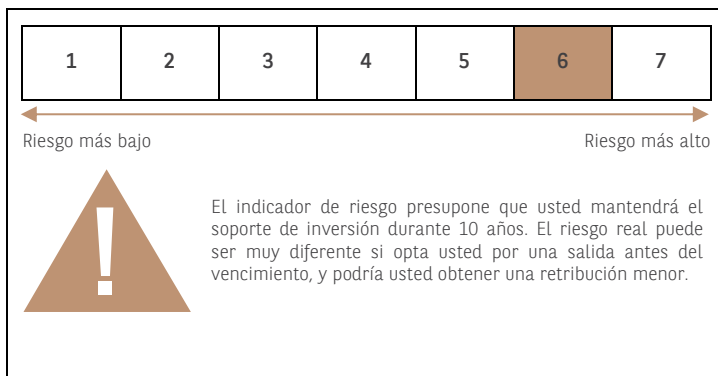 1 2 3 4 5 6 7
Riesgo más bajo Riesgo más alto
!
El indicador de riesgo presupone que usted mantendrá el
soporte de inversión durante 10 años. El riesgo real puede
ser muy diferente si opta usted por una salida antes del
vencimiento, y podría usted obtener una retribución menor.